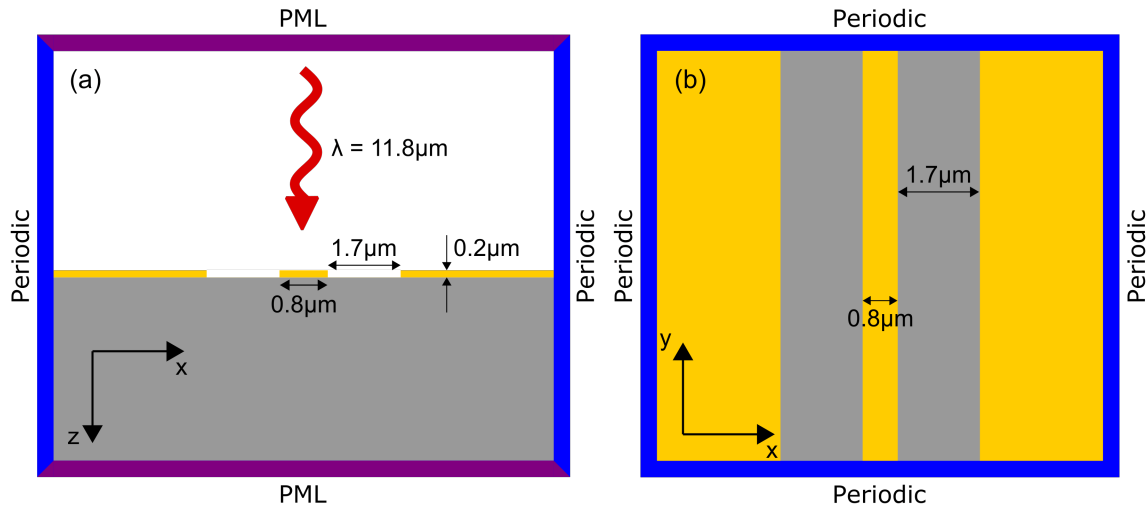 PML
(a)
λ = 11.8μm
1.7μm
0.2μm
0.8μm
x
z
Periodic
Periodic
PML
Periodic
(b)
1.7μm
0.8μm
y
x
Periodic
Periodic
Periodic